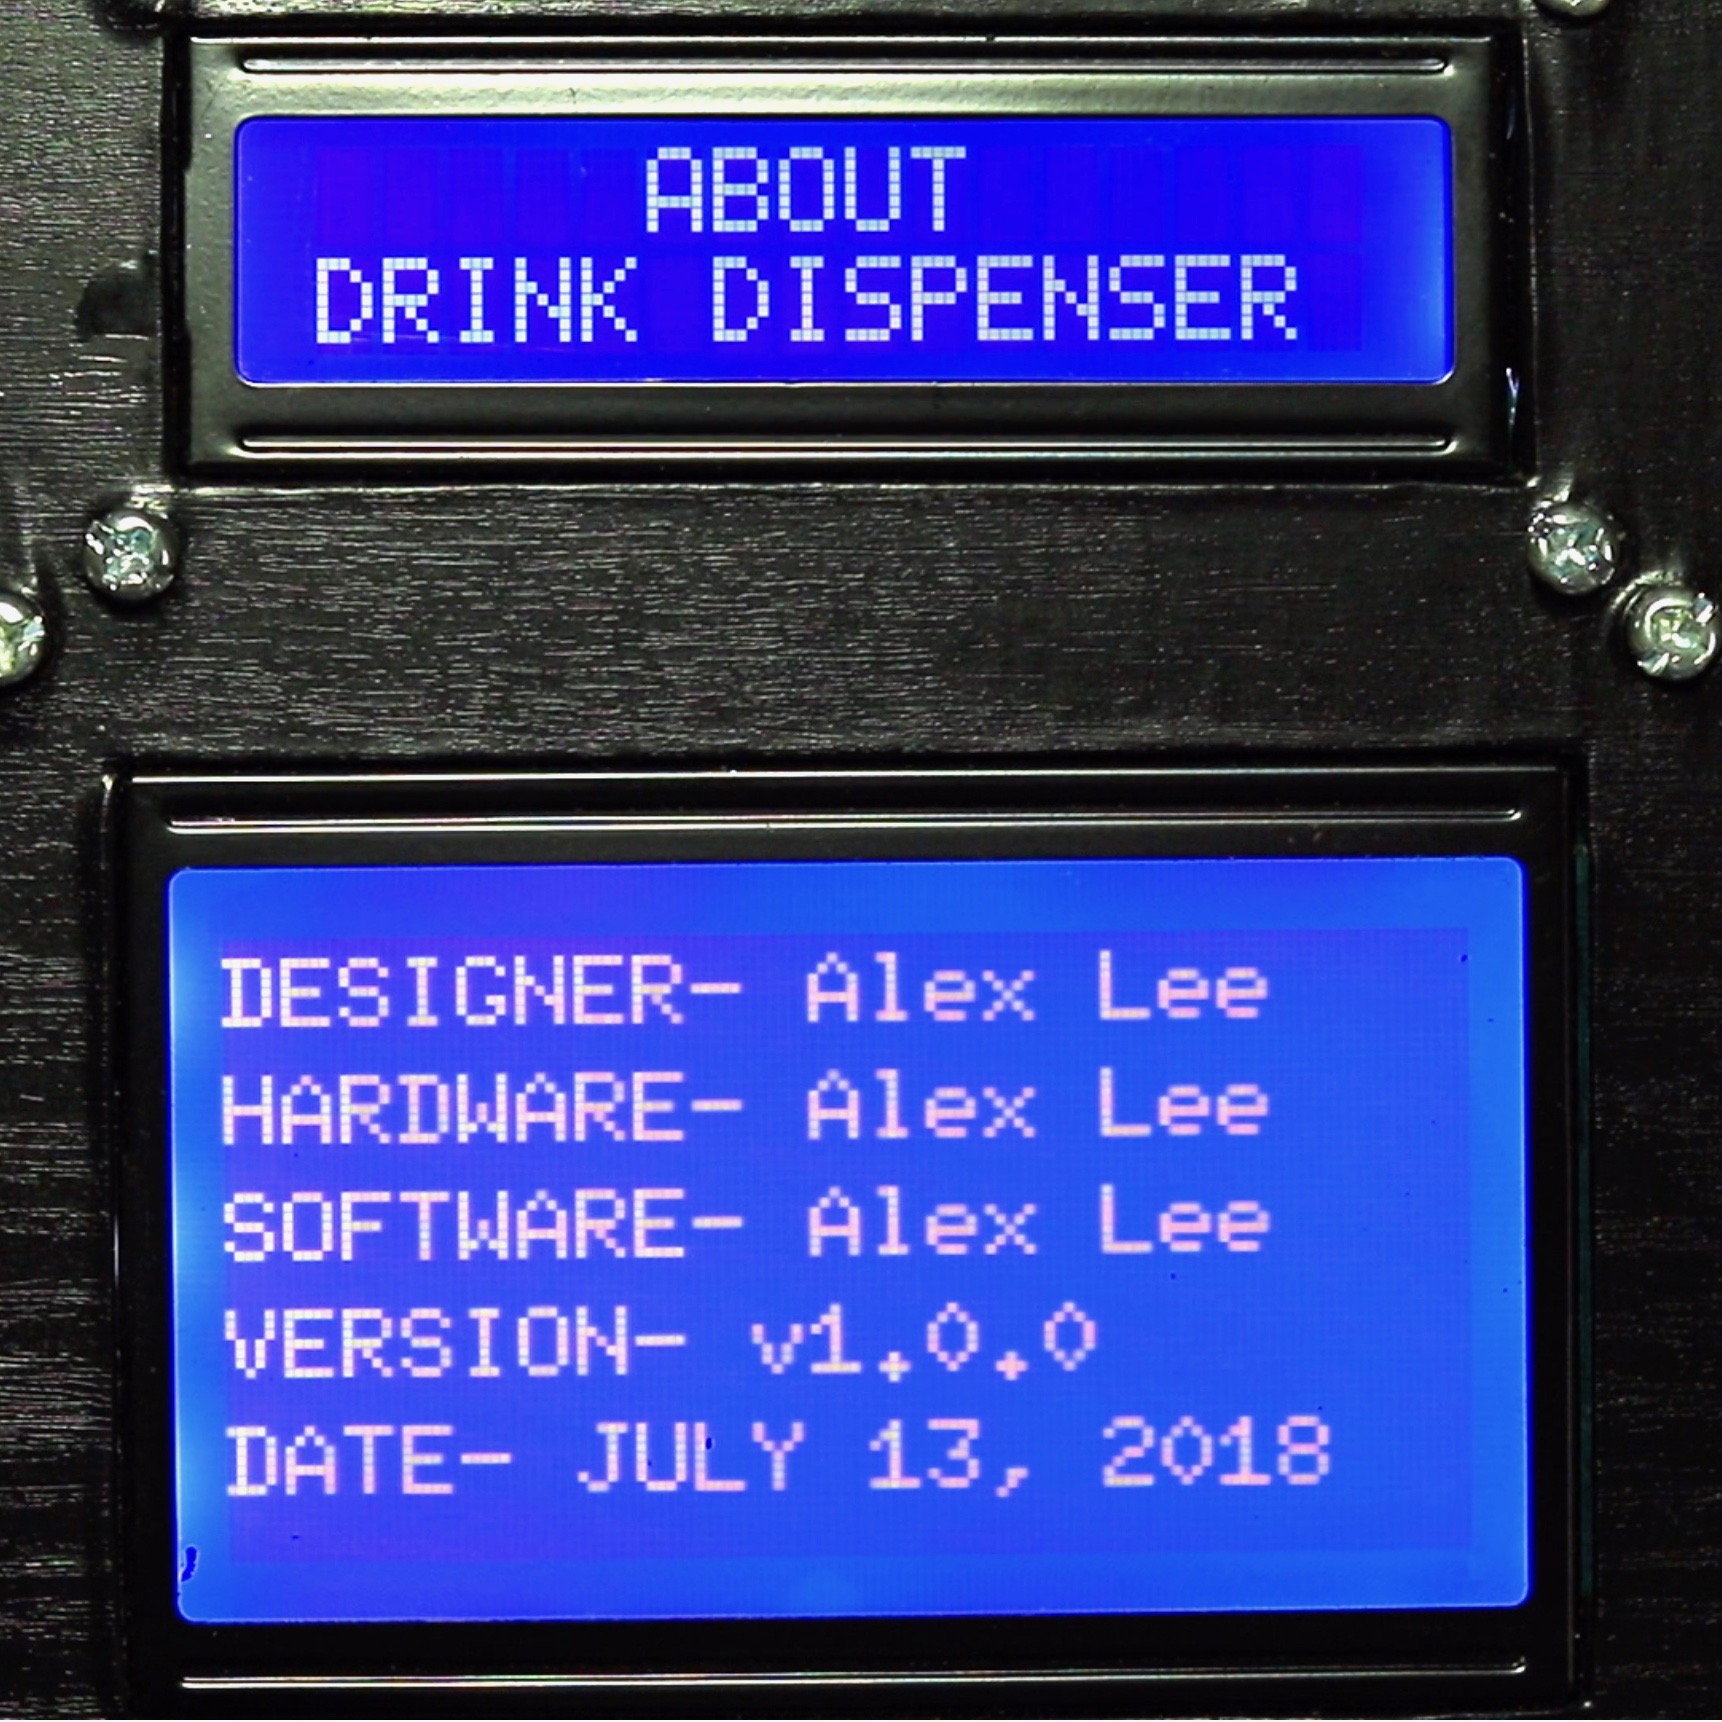 ABOUT
DRINK DISPENSER
DESIGNER- Alex Lee
HARDWARE- Alex Lee
SOFTWARE- Alex Lee
VERSION- v1.0.0
DATE- JULY 13, 2018